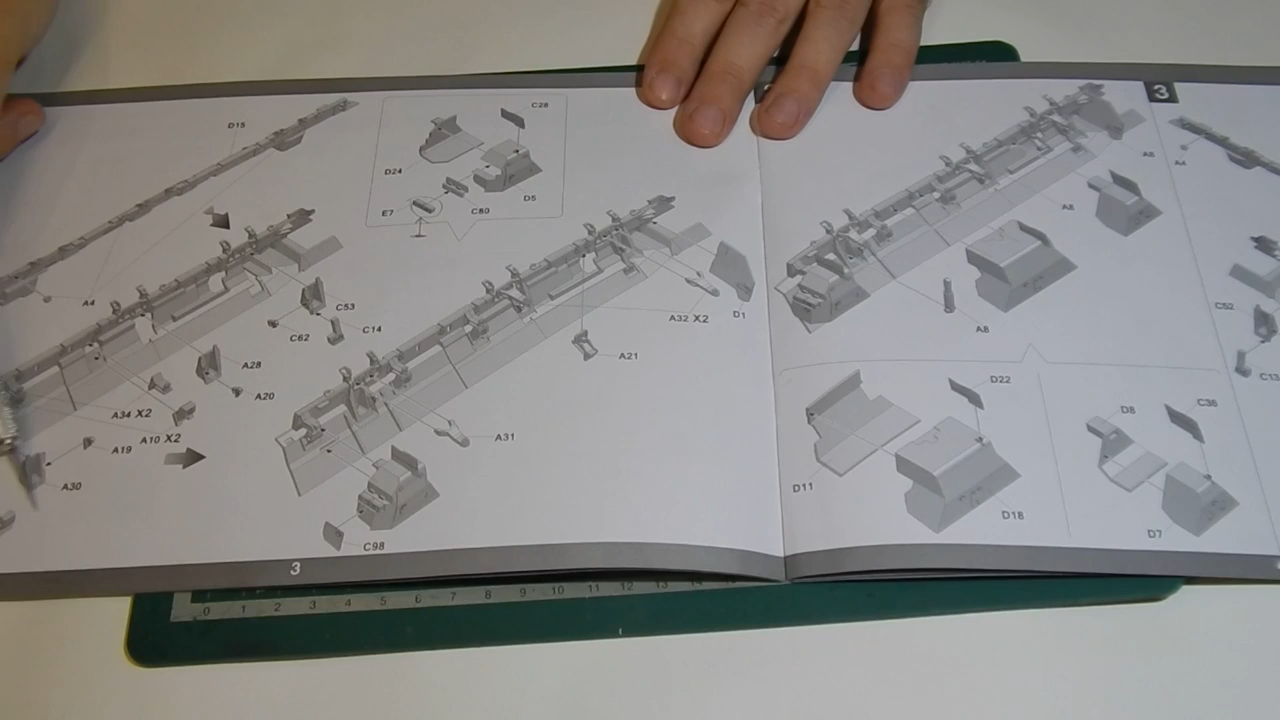 D15
C28
D24
D5
E7
C80
A4
C53
C62
C14
A28
A20
A34 X2
A10 X2
A19
A30
A32 X2
D1
A21
A31
C98
3
3
A4
A8
D22
D11
D18
D8
C36
D7
C52
C13
0 1 2 3 4 5 6 7 8 9 10 11 12 13 14